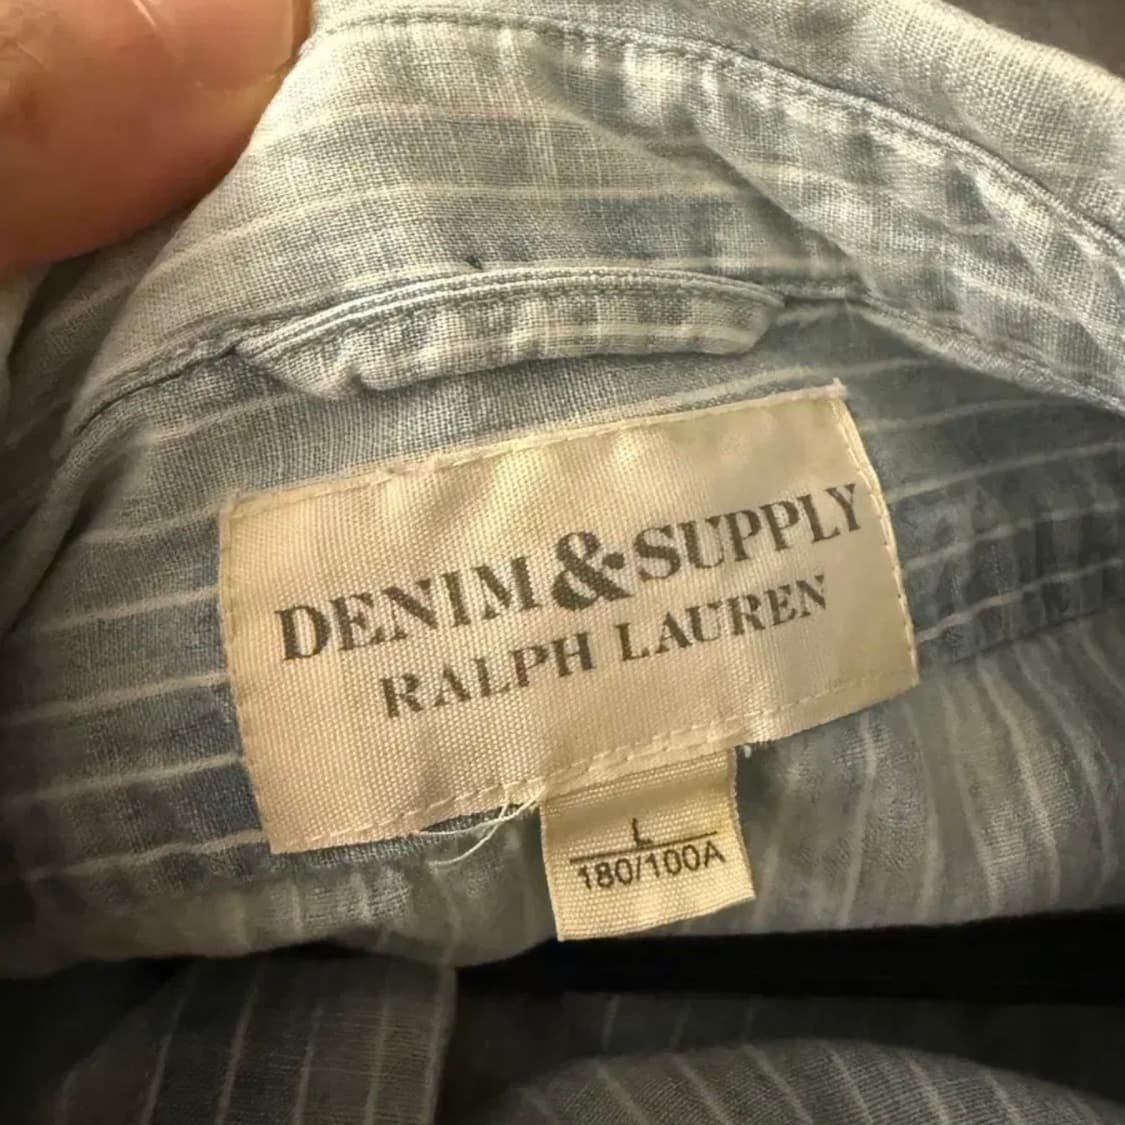 DENIM&SUPPLY
RALPH LAUREN
L
180/100A